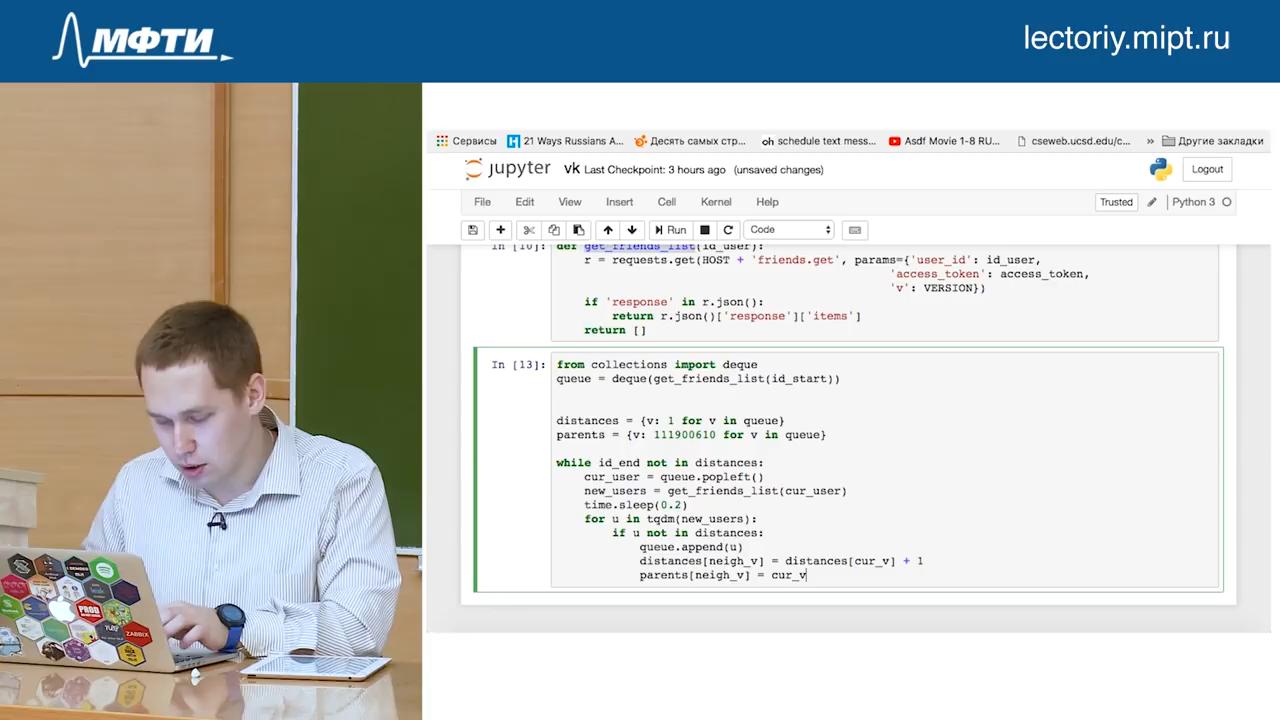 МФТИ
lectoriy.mipt.ru
Сервисы
21 Ways Russians A...
Десять самых стр...
oh schedule text mess...
Asdf Movie 1-8 RU...
cseweb.ucsd.edu/c...
»
Другие закладки
jupyter vk Last Checkpoint: 3 hours ago (unsaved changes)
Logout
File Edit View Insert Cell Kernel Help
Trusted
Python 3
Run
Code
In [10]: def get_friends_list(id_user):
r = requests.get(HOST + 'friends.get', params={'user_id': id_user,
'access_token': access_token,
'v': VERSION})
if 'response' in r.json():
return r.json()['response']['items']
return []
In [13]: from collections import deque
queue = deque(get_friends_list(id_start))
distances = {v: 1 for v in queue}
parents = {v: 111900610 for v in queue}
while id_end not in distances:
cur_user = queue.popleft()
new_users = get_friends_list(cur_user)
time.sleep(0.2)
for u in tqdm(new_users):
if u not in distances:
queue.append(u)
distances[neigh_v] = distances[cur_v] + 1
parents[neigh_v] = cur_v
PROD
ZABBIX